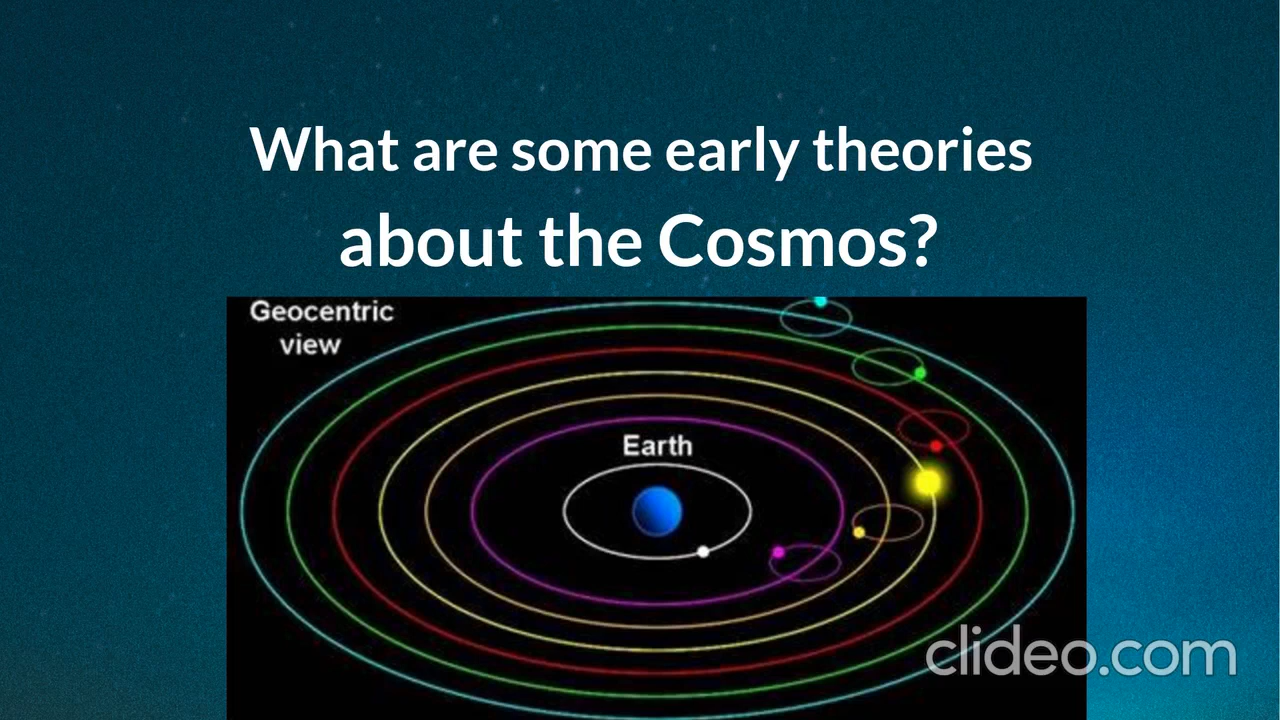 What are some early theories
about the Cosmos?
Geocentric
view
Earth
clideo.com